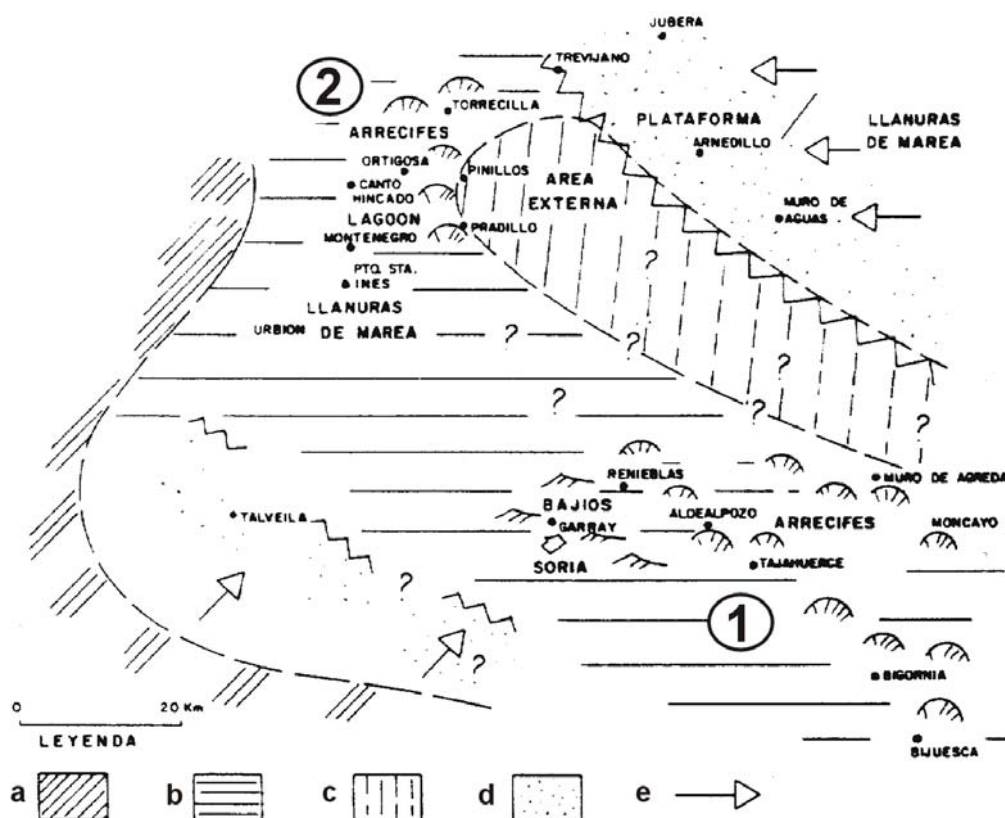 JUBERA
TREVIJANO
2
TORRECILLA
PLATAFORMA
LLANURAS
DE MAREA
ARRECIFES
ARNEDILLO
ORTIGOSA
PINILLOS
AREA
EXTERNA
CANTO
HINCADO
MURO DE
AGUAS
LAGOON
PRADILLO
MONTENEGRO
?
PTO. STA.
INES
LLANURAS
URBION DE MAREA
?
?
?
?
?
?
RENIEBLAS
MURO DE AGREDA
BAJIOS
TALVEILA
GARRAY
ALDEALPOZO
ARRECIFES
MONCAYO
SORIA
TAJAHUERCE
?
1
?
BIGORNIA
0 20 Km
LEYENDA
BIJUESCA
a b c d e